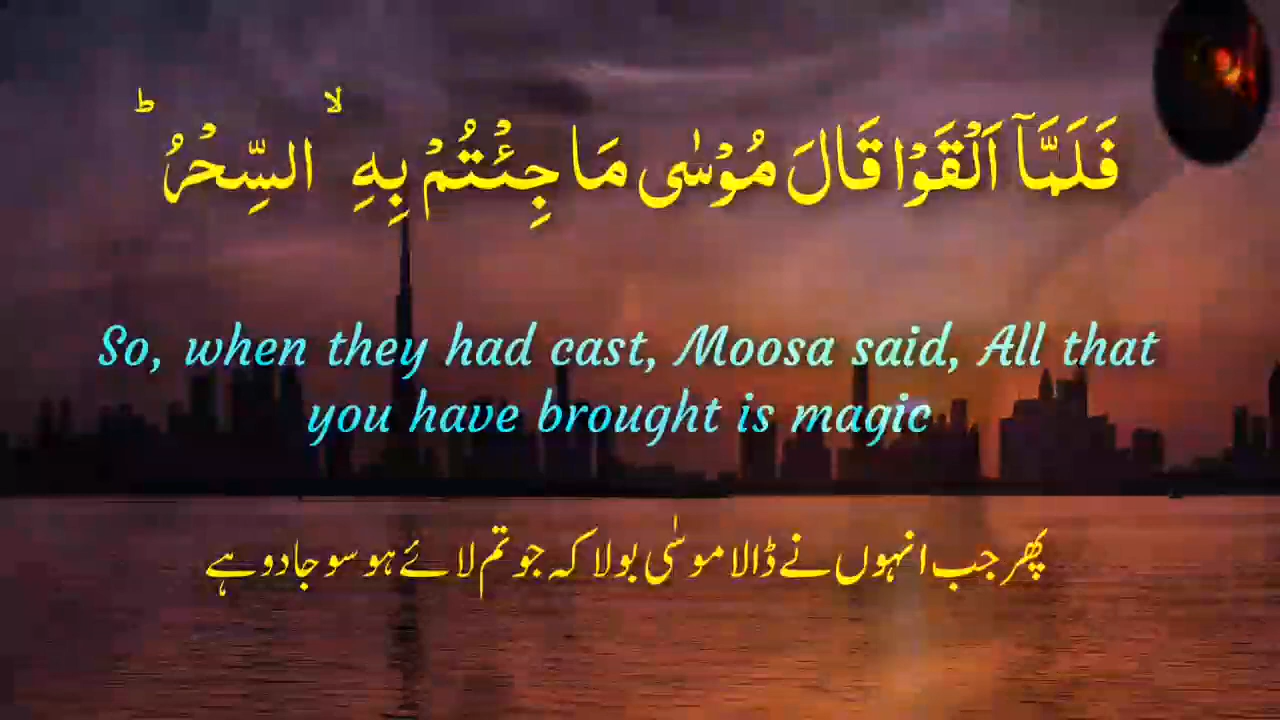 فَلَمَّآ اَلْقَوْا قَالَ مُوْسٰى مَا جِئْتُمْ بِهِ ۙ السِّحْرُ ؕ
So, when they had cast, Moosa said, All that
you have brought is magic
پھر جب انہوں نے ڈالا موسٰی بولا کہ جو تم لائے ہو سو جادو ہے